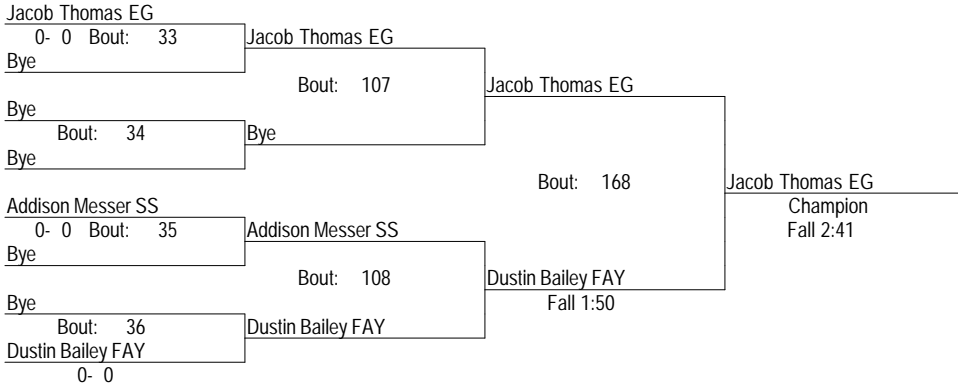 Jacob Thomas EG
0- 0 Bout: 33
Jacob Thomas EG
Bye
Bout: 107
Jacob Thomas EG
Bye
Bout: 34
Bye
Bye
Bout: 168
Jacob Thomas EG
Champion
Fall 2:41
Addison Messer SS
0- 0 Bout: 35
Addison Messer SS
Bye
Bout: 108
Dustin Bailey FAY
Fall 1:50
Bye
Bout: 36
Dustin Bailey FAY
Dustin Bailey FAY
0- 0